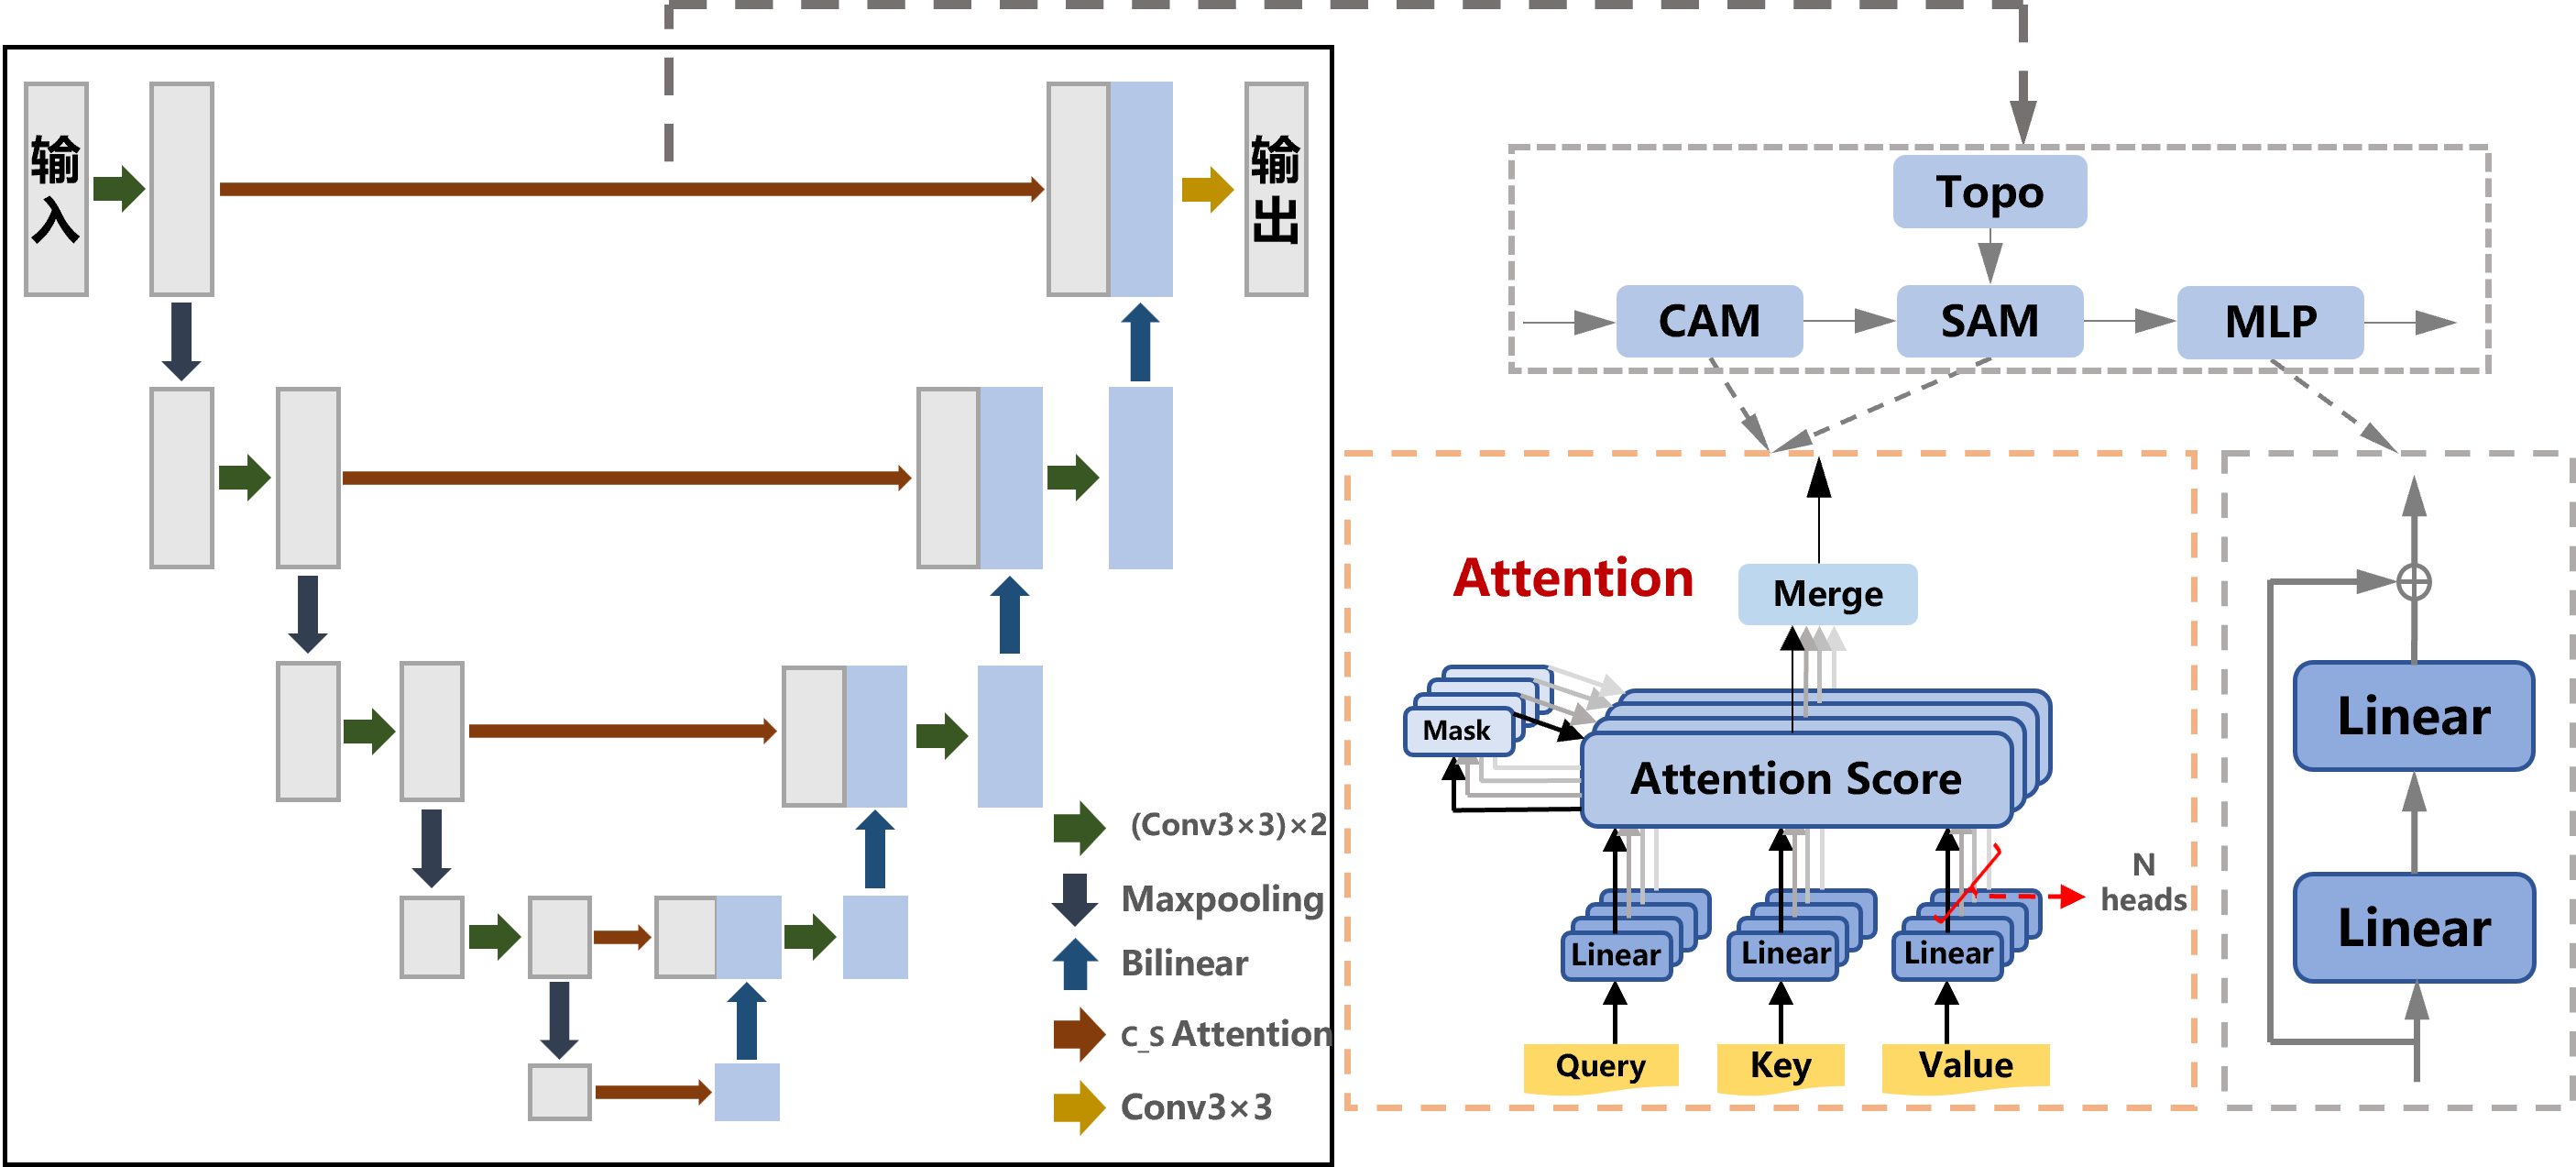 输入
输出
(Conv3×3)×2
Maxpooling
Bilinear
C_S Attention
Conv3×3
Topo
CAM
SAM
MLP
Attention
Merge
Mask
Attention Score
Linear
Linear
Linear
N
heads
Query
Key
Value
Linear
Linear